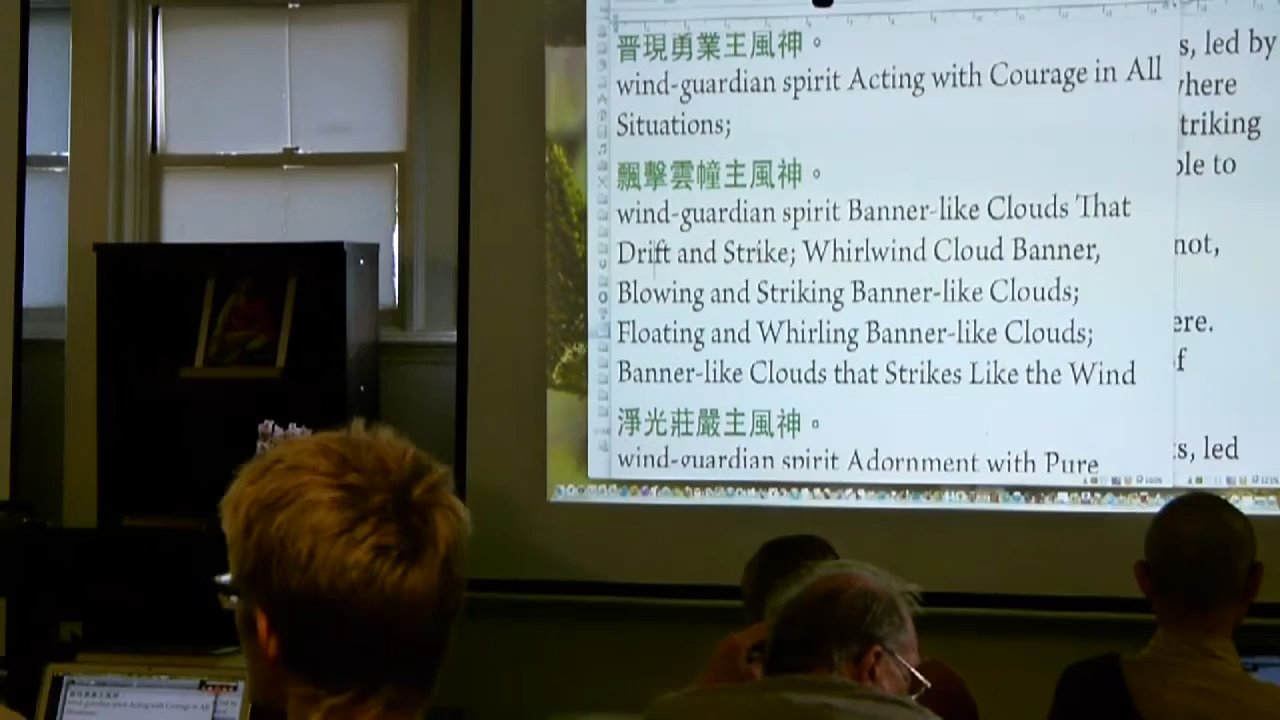 晋現勇業主風神。
wind-guardian spirit Acting with Courage in All
Situations;
飄擊雲幢主風神。
wind-guardian spirit Banner-like Clouds That
Drift and Strike; Whirlwind Cloud Banner,
Blowing and Striking Banner-like Clouds;
Floating and Whirling Banner-like Clouds;
Banner-like Clouds that Strikes Like the Wind
淨光莊嚴主風神。
wind-guardian spirit Adornment with Pure
s, led by
here
triking
ble to
not,
ere.
f
s, led